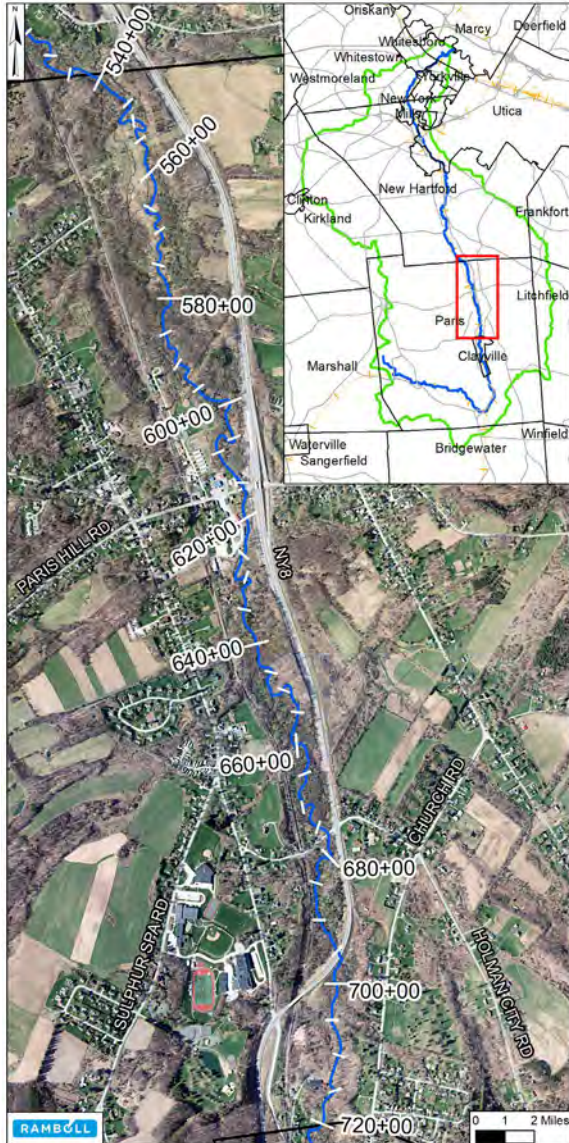 N
540+00
560+00
580+00
600+00
620+00
640+00
660+00
680+00
700+00
720+00
PARIS HILL RD
NY8
CHURCH RD
SULPHUR SPA RD
HOLMAN CITY RD
RAMBOLL
0 1 2 Miles
Oriskany
Marcy
Deerfield
Whitesboro
Whitestown
Yorkville
Westmoreland
New York
Mills
Utica
New Hartford
Clinton
Kirkland
Frankfort
Litchfield
Paris
Clayville
Marshall
Waterville
Sangerfield
Bridgewater
Winfield